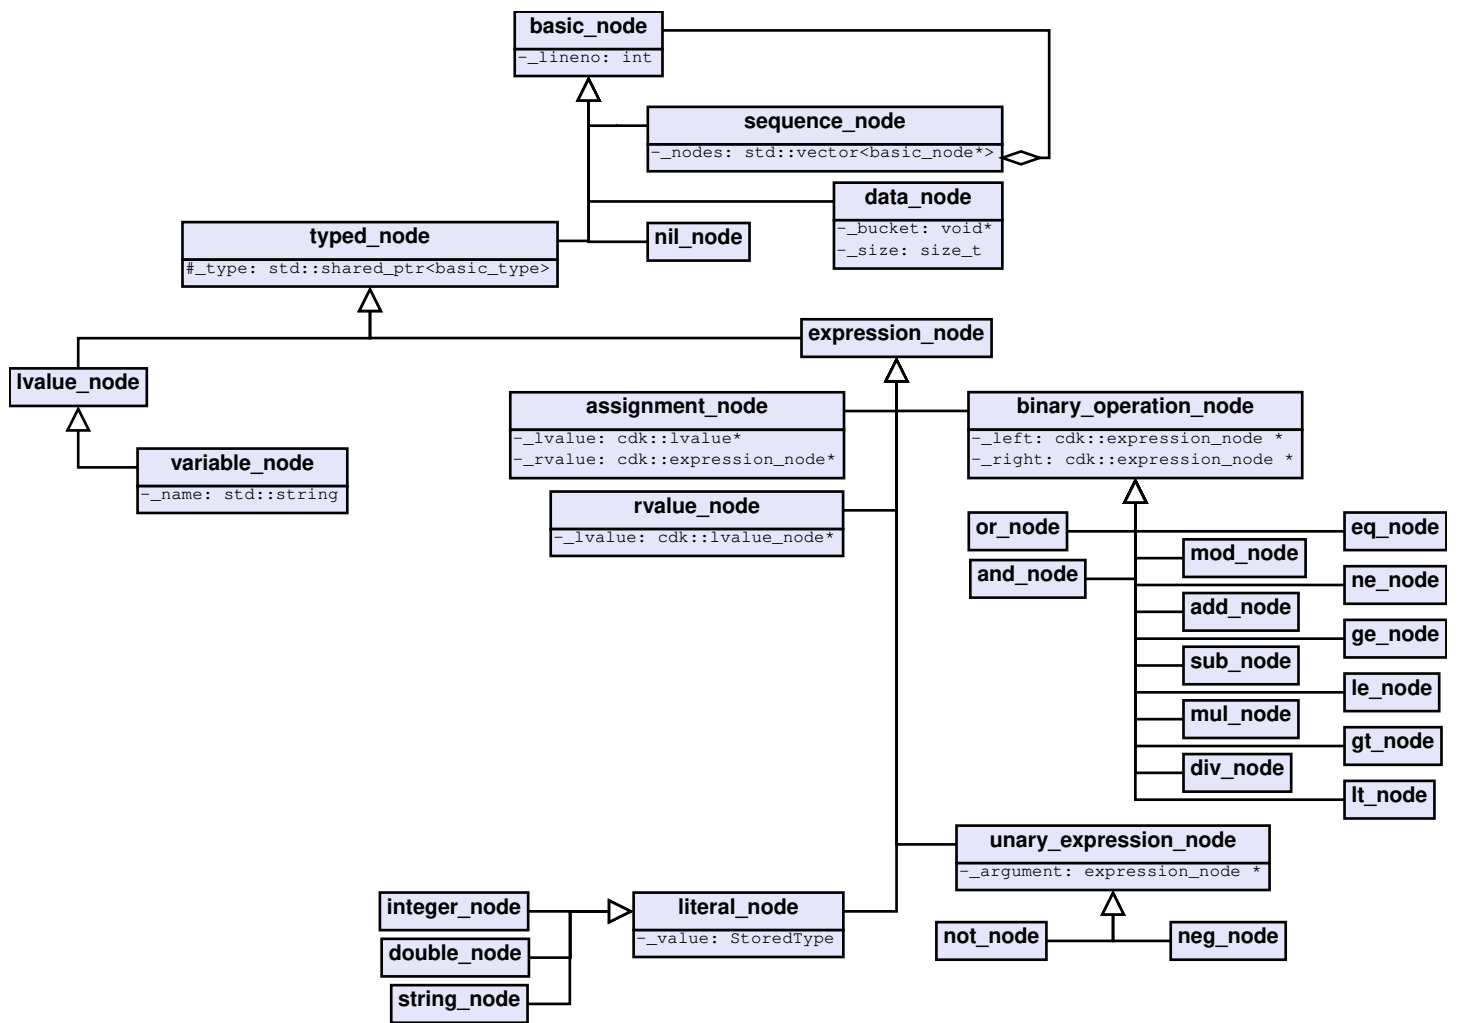 basic_node
-_lineno: int
sequence_node
-_nodes: std::vector<basic_node*>
data_node
-_bucket: void*
-_size: size_t
typed_node
#_type: std::shared_ptr<basic_type>
nil_node
expression_node
lvalue_node
variable_node
-_name: std::string
assignment_node
-_lvalue: cdk::lvalue*
-_rvalue: cdk::expression_node*
binary_operation_node
-_left: cdk::expression_node *
-_right: cdk::expression_node *
rvalue_node
-_lvalue: cdk::lvalue_node*
or_node
eq_node
mod_node
and_node
ne_node
add_node
ge_node
sub_node
le_node
mul_node
gt_node
div_node
lt_node
unary_expression_node
-_argument: expression_node *
integer_node
literal_node
-_value: StoredType
not_node
neg_node
double_node
string_node